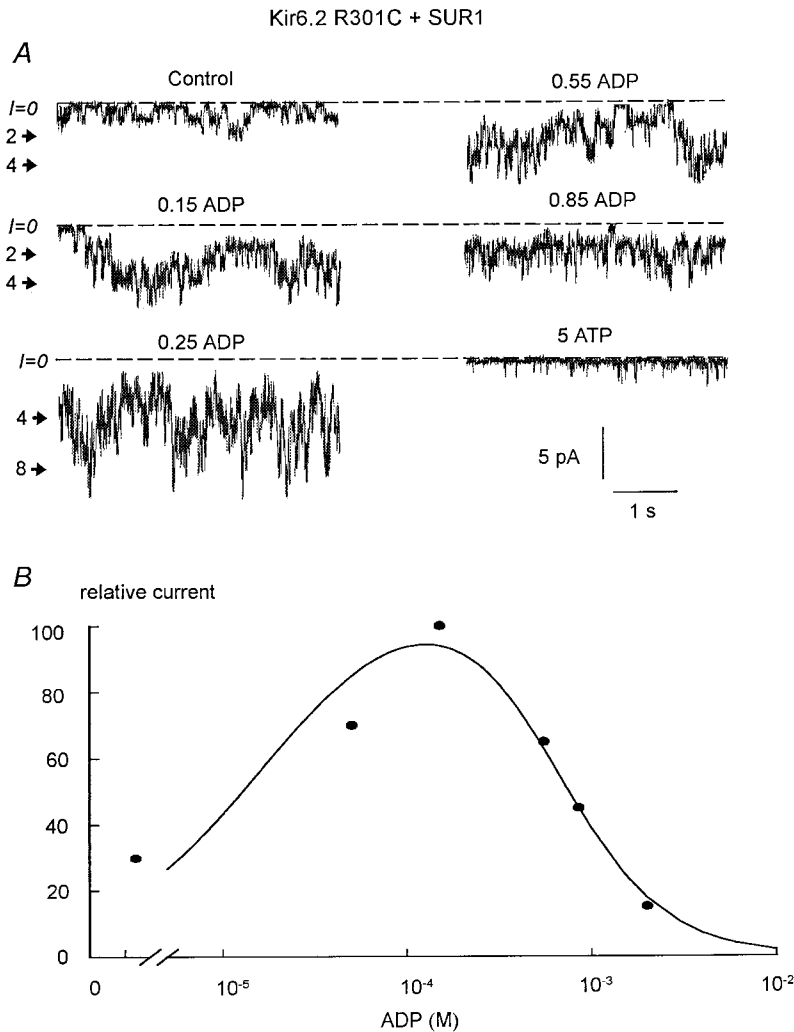 Kir6.2 R301C + SUR1
A
Control
0.55 ADP
I=0
2
4
0.15 ADP
0.85 ADP
I=0
2
4
0.25 ADP
5 ATP
I=0
4
8
5 pA
1 s
B
relative current
100
80
60
40
20
0
0 10-5 10-4 10-3 10-2
ADP (M)